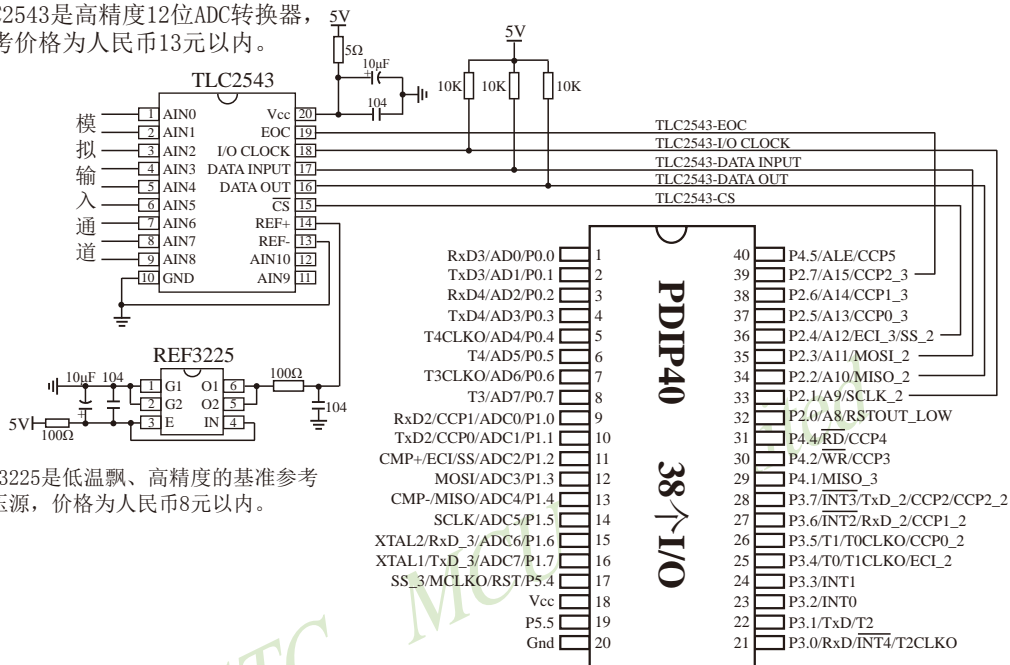 C2543是高精度12位ADC转换器，
考价格为人民币13元以内。
5V
5Ω
10μF
+
104
5V
10K
10K
10K
TLC2543
模拟输入通道
1 AIN0
2 AIN1
3 AIN2
4 AIN3
5 AIN4
6 AIN5
7 AIN6
8 AIN7
9 AIN8
10 GND
Vcc 20
EOC 19
I/O CLOCK 18
DATA INPUT 17
DATA OUT 16
CS 15
REF+ 14
REF- 13
AIN10 12
AIN9 11
TLC2543-EOC
TLC2543-I/O CLOCK
TLC2543-DATA INPUT
TLC2543-DATA OUT
TLC2543-CS
REF3225
10μF
104
+
1 G1
2 G2
3 E
O1 6
O2 5
IN 4
100Ω
104
5V
100Ω
3225是低温飘、高精度的基准参考
压源，价格为人民币8元以内。
PDIP40 38个I/O
RxD3/AD0/P0.0 1
TxD3/AD1/P0.1 2
RxD4/AD2/P0.2 3
TxD4/AD3/P0.3 4
T4CLKO/AD4/P0.4 5
T4/AD5/P0.5 6
T3CLKO/AD6/P0.6 7
T3/AD7/P0.7 8
RxD2/CCP1/ADC0/P1.0 9
TxD2/CCP0/ADC1/P1.1 10
CMP+/ECI/SS/ADC2/P1.2 11
MOSI/ADC3/P1.3 12
CMP-/MISO/ADC4/P1.4 13
SCLK/ADC5/P1.5 14
XTAL2/RxD_3/ADC6/P1.6 15
XTAL1/TxD_3/ADC7/P1.7 16
SS_3/MCLKO/RST/P5.4 17
Vcc 18
P5.5 19
Gnd 20
40 P4.5/ALE/CCP5
39 P2.7/A15/CCP2_3
38 P2.6/A14/CCP1_3
37 P2.5/A13/CCP0_3
36 P2.4/A12/ECI_3/SS_2
35 P2.3/A11/MOSI_2
34 P2.2/A10/MISO_2
33 P2.1/A9/SCLK_2
32 P2.0/A8/RSTOUT_LOW
31 P4.4/RD/CCP4
30 P4.2/WR/CCP3
29 P4.1/MISO_3
28 P3.7/INT3/TxD_2/CCP2/CCP2_2
27 P3.6/INT2/RxD_2/CCP1_2
26 P3.5/T1/T0CLKO/CCP0_2
25 P3.4/T0/T1CLKO/ECI_2
24 P3.3/INT1
23 P3.2/INT0
22 P3.1/TxD/T2
21 P3.0/RxD/INT4/T2CLKO
MCU